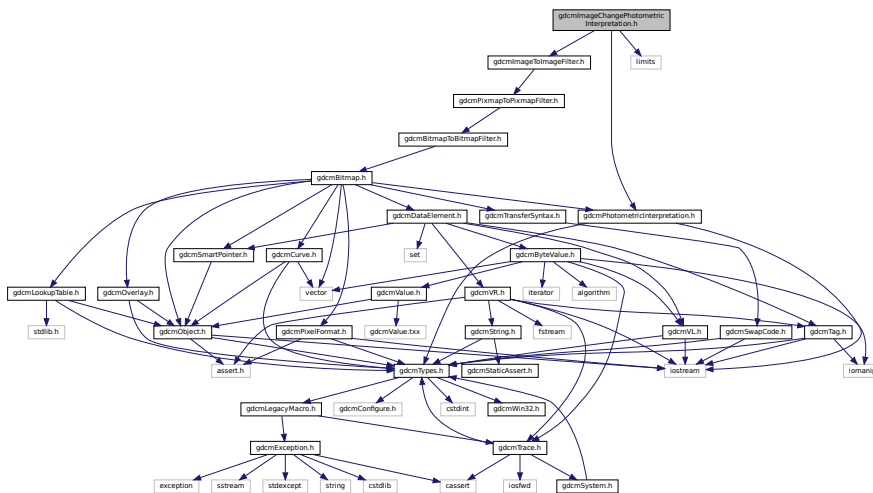 gdcmImageChangePhotometric
Interpretation.h
gdcmImageToImageFilter.h
limits
gdcmPixmapToPixmapFilter.h
gdcmBitmapToBitmapFilter.h
gdcmBitmap.h
gdcmDataElement.h
gdcmTransferSyntax.h
gdcmPhotometricInterpretation.h
gdcmSmartPointer.h
gdcmCurve.h
set
gdcmByteValue.h
gdcmLookupTable.h
gdcmOverlay.h
vector
gdcmValue.h
gdcmVR.h
iterator
algorithm
stdlib.h
gdcmObject.h
gdcmPixelFormat.h
gdcmValue.txx
gdcmString.h
fstream
gdcmVL.h
gdcmSwapCode.h
gdcmTag.h
assert.h
gdcmTypes.h
gdcmStaticAssert.h
iostream
iomanip
gdcmLegacyMacro.h
gdcmConfigure.h
cstdint
gdcmWin32.h
gdcmException.h
gdcmTrace.h
exception
sstream
stdexcept
string
cstdlib
cassert
iosfwd
gdcmSystem.h